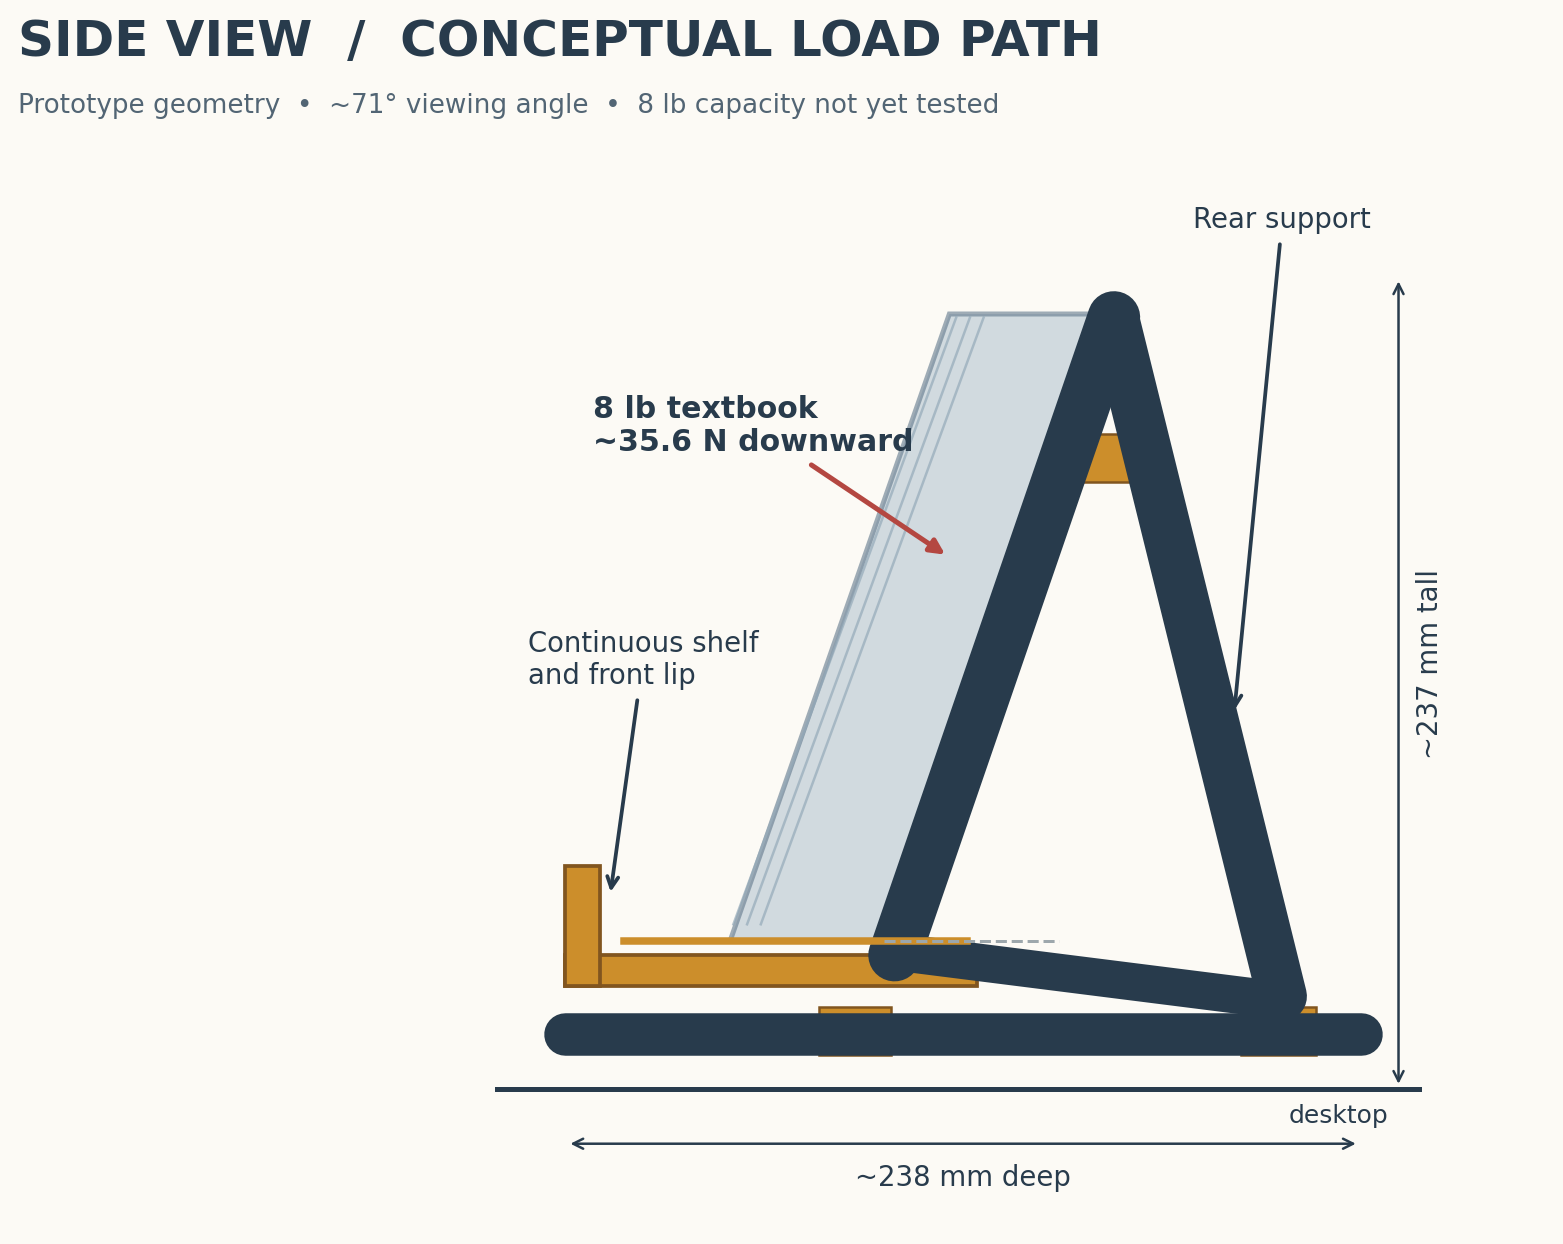 SIDE VIEW / CONCEPTUAL LOAD PATH
Prototype geometry • ~71° viewing angle • 8 lb capacity not yet tested
Rear support
8 lb textbook
~35.6 N downward
Continuous shelf
and front lip
~237 mm tall
desktop
~238 mm deep